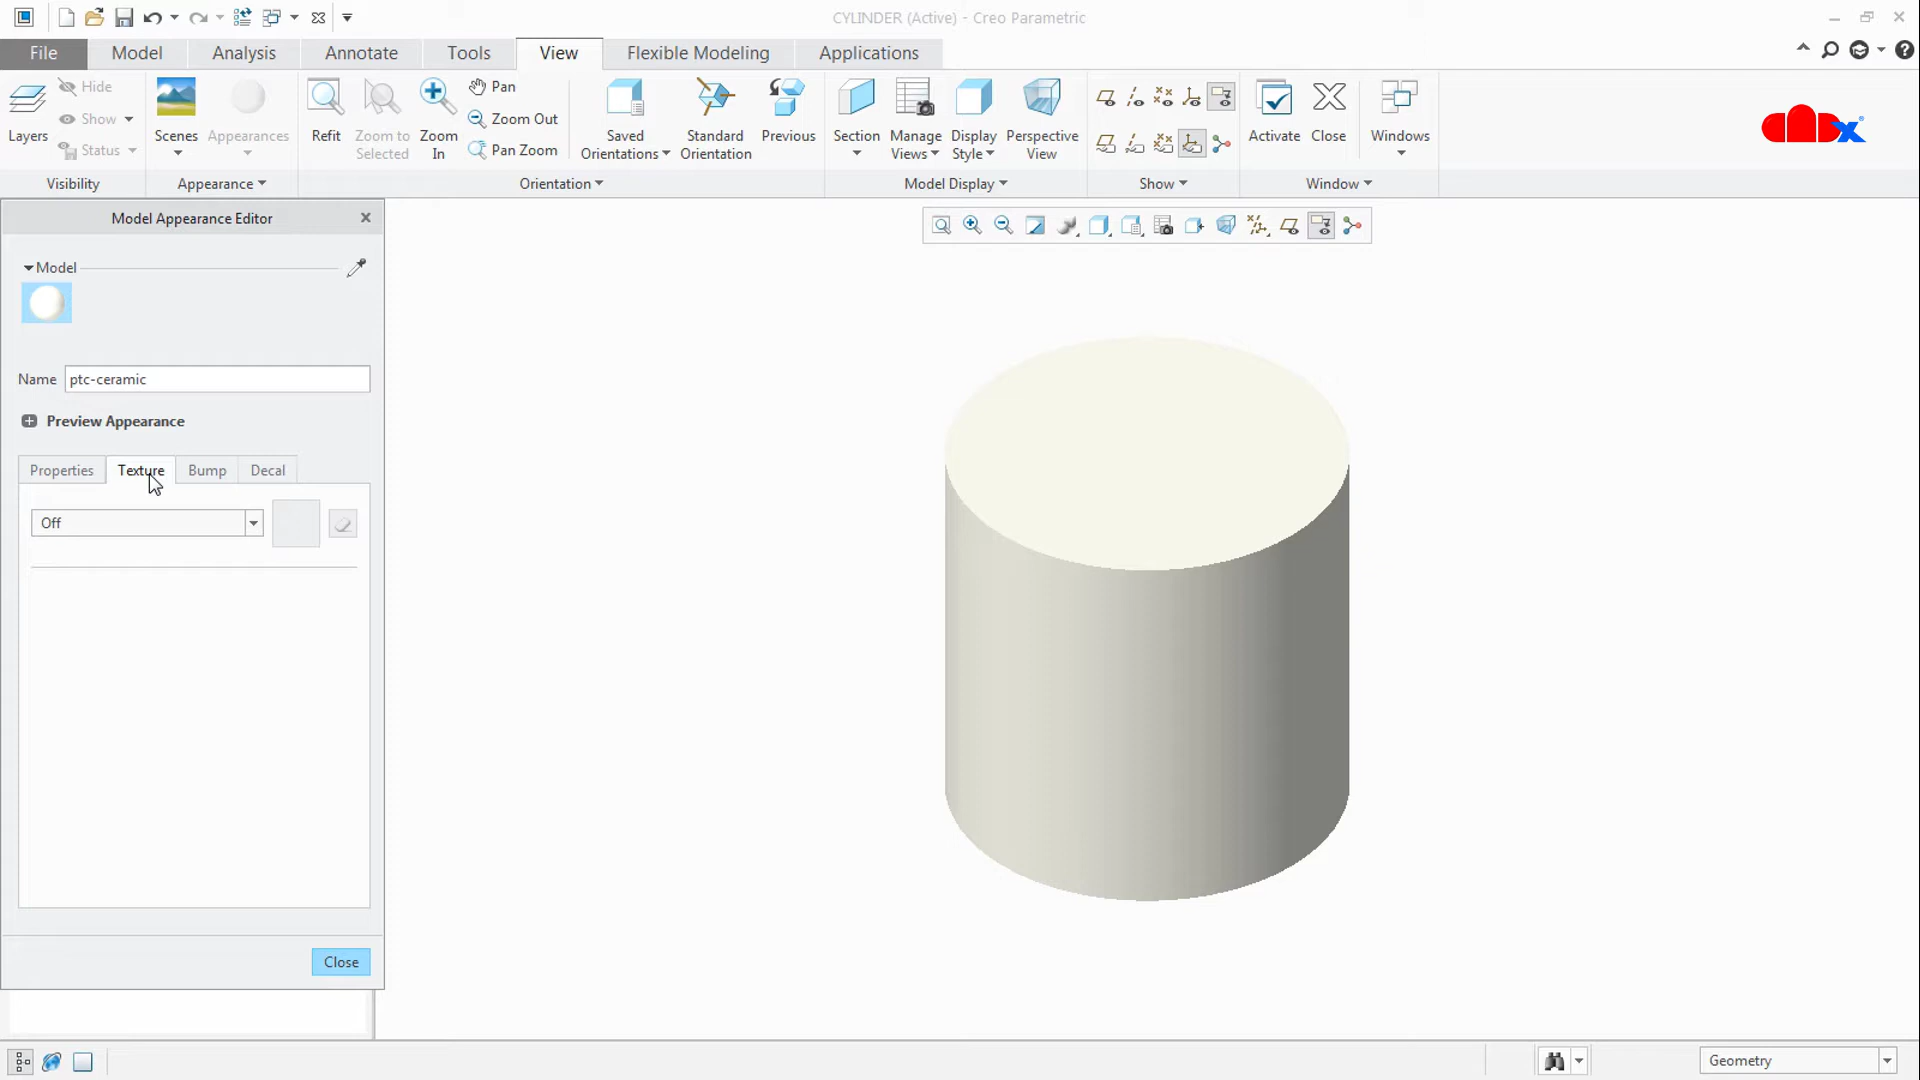 CYLINDER (Active) - Creo Parametric
File Model Analysis Annotate Tools View Flexible Modeling Applications
Layers
Hide
Show
Status
Scenes
Appearances
Refit
Zoom to
Selected
Zoom
In
Pan
Zoom Out
Pan Zoom
Saved
Orientations
Standard
Orientation
Previous
Section
Manage
Views
Display
Style
Perspective
View
Activate
Close
Windows
Visibility Appearance Orientation Model Display Show Window
Model Appearance Editor
Model
Name ptc-ceramic
Preview Appearance
Properties Texture Bump Decal
Off
Close
Geometry